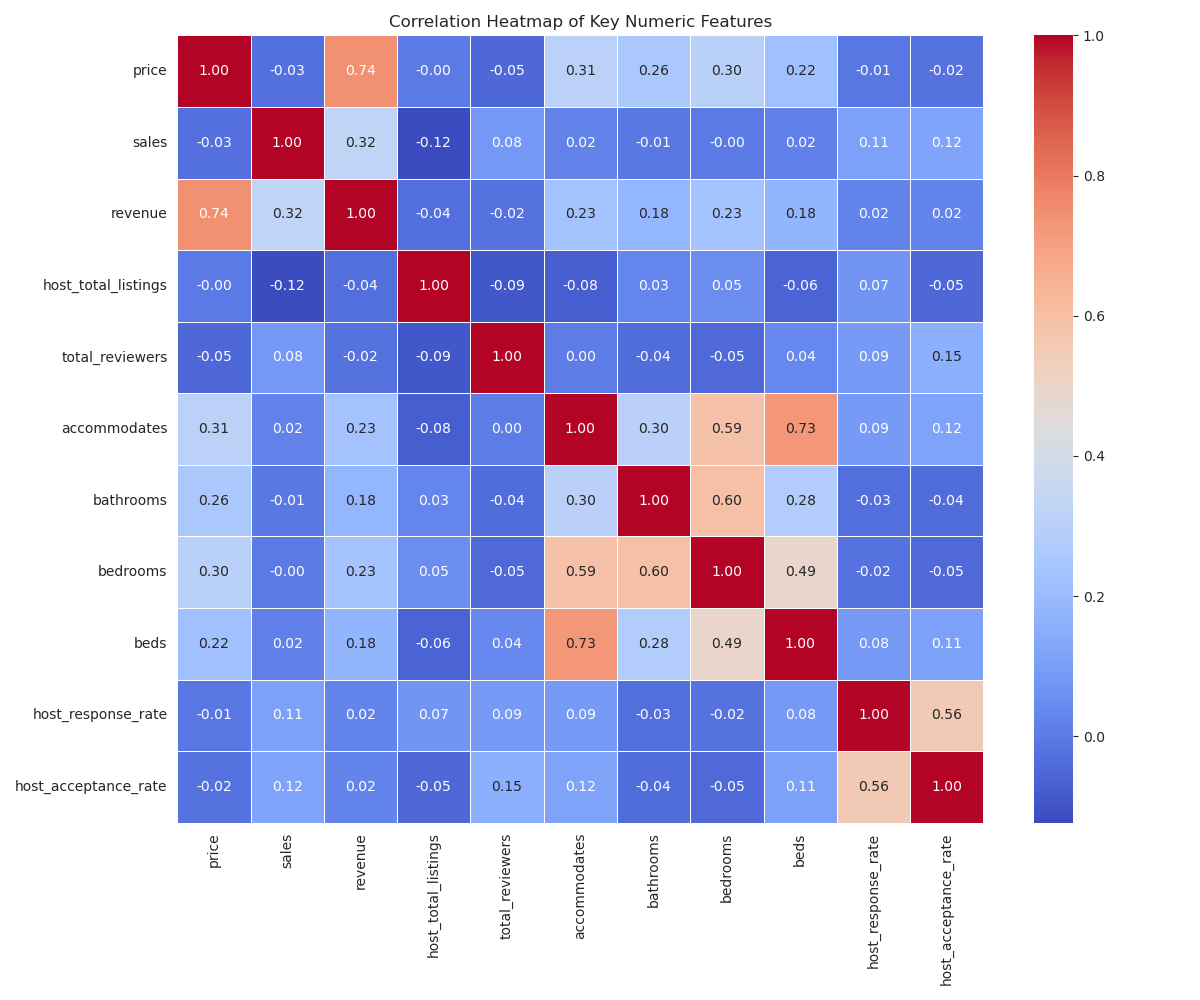 Correlation Heatmap of Key Numeric Features
price 1.00 -0.03 0.74 -0.00 -0.05 0.31 0.26 0.30 0.22 -0.01 -0.02
sales -0.03 1.00 0.32 -0.12 0.08 0.02 -0.01 -0.00 0.02 0.11 0.12
revenue 0.74 0.32 1.00 -0.04 -0.02 0.23 0.18 0.23 0.18 0.02 0.02
host_total_listings -0.00 -0.12 -0.04 1.00 -0.09 -0.08 0.03 0.05 -0.06 0.07 -0.05
total_reviewers -0.05 0.08 -0.02 -0.09 1.00 0.00 -0.04 -0.05 0.04 0.09 0.15
accommodates 0.31 0.02 0.23 -0.08 0.00 1.00 0.30 0.59 0.73 0.09 0.12
bathrooms 0.26 -0.01 0.18 0.03 -0.04 0.30 1.00 0.60 0.28 -0.03 -0.04
bedrooms 0.30 -0.00 0.23 0.05 -0.05 0.59 0.60 1.00 0.49 -0.02 -0.05
beds 0.22 0.02 0.18 -0.06 0.04 0.73 0.28 0.49 1.00 0.08 0.11
host_response_rate -0.01 0.11 0.02 0.07 0.09 0.09 -0.03 -0.02 0.08 1.00 0.56
host_acceptance_rate -0.02 0.12 0.02 -0.05 0.15 0.12 -0.04 -0.05 0.11 0.56 1.00
price
sales
revenue
host_total_listings
total_reviewers
accommodates
bathrooms
bedrooms
beds
host_response_rate
host_acceptance_rate
1.0
0.8
0.6
0.4
0.2
0.0